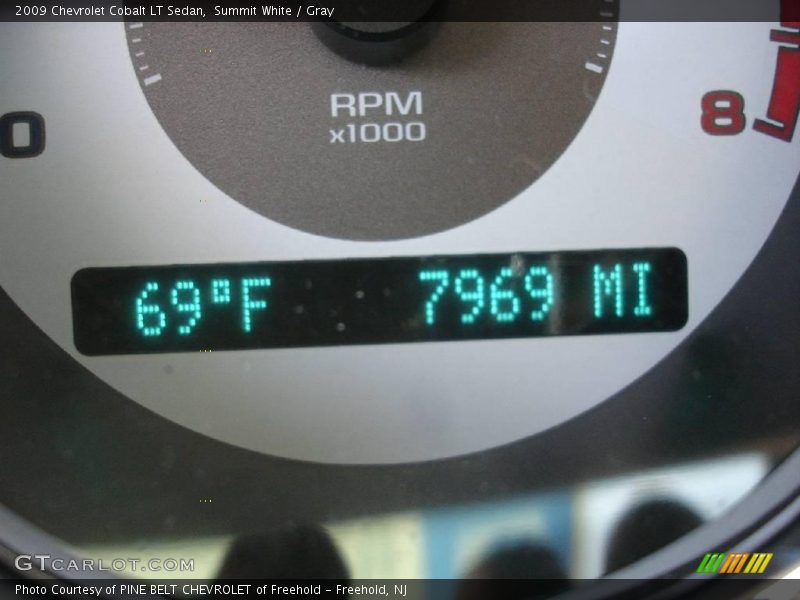 2009 Chevrolet Cobalt LT Sedan,  Summit White / Gray
RPM
x1000
0
8
69°F 7969 MI
GTCARLOT.COM
Photo Courtesy of PINE BELT CHEVROLET of Freehold - Freehold, NJ